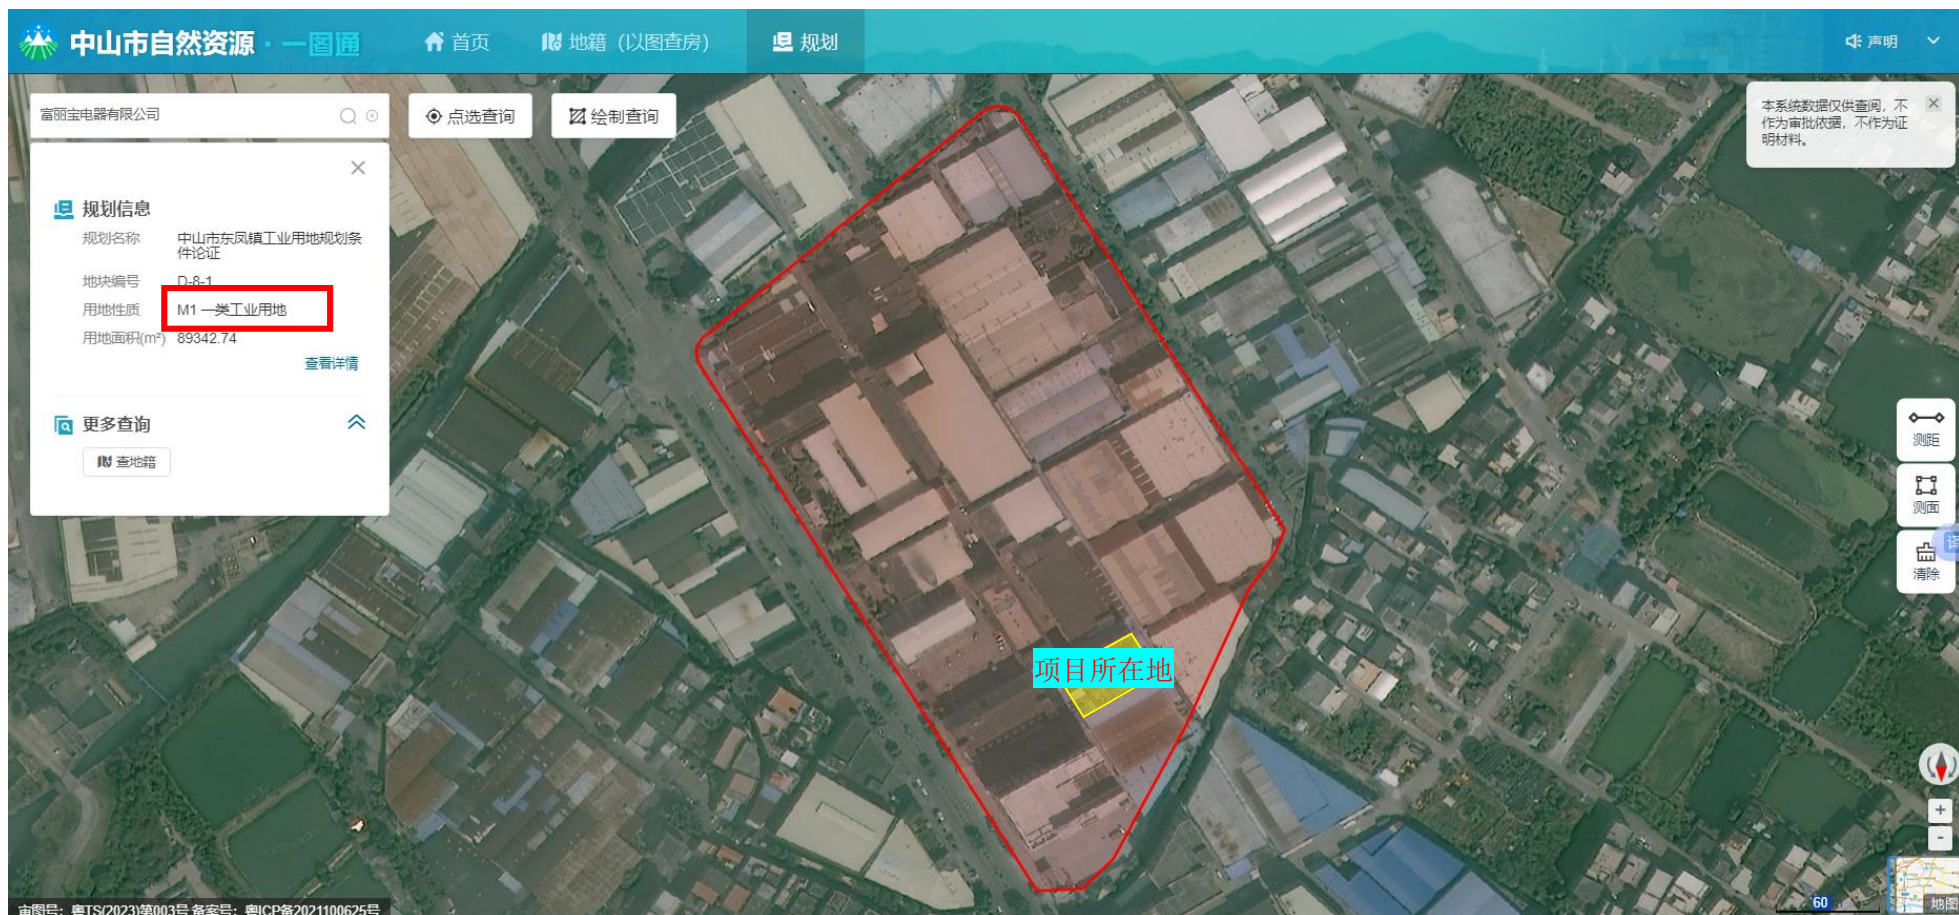 中山市自然资源·一图通
首页
地籍（以图查房）
规划
声明
富丽宝电器有限公司
点选查询
绘制查询
本系统数据仅供查阅，不
作为审批依据，不作为证
明材料。
规划信息
规划名称 中山市东凤镇工业用地规划条
件论证
地块编号 D-8-1
用地性质 M1 一类工业用地
用地面积(m²) 89342.74
查看详情
更多查询
查地籍
测距
测面
译
清除
项目所在地
+
-
60
地图
审图号：粤TS(2023)第003号 备案号：粤ICP备2021100625号